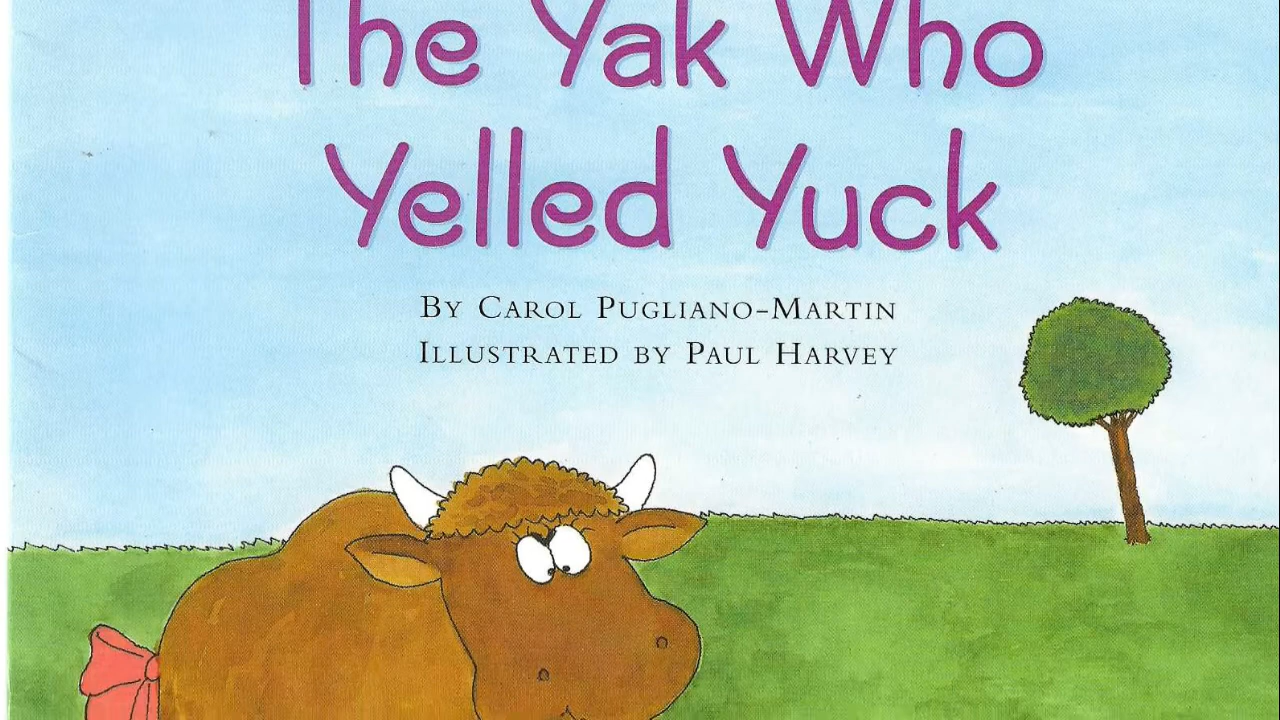 The Yak Who
Yelled Yuck
BY CAROL PUGLIANO-MARTIN
ILLUSTRATED BY PAUL HARVEY